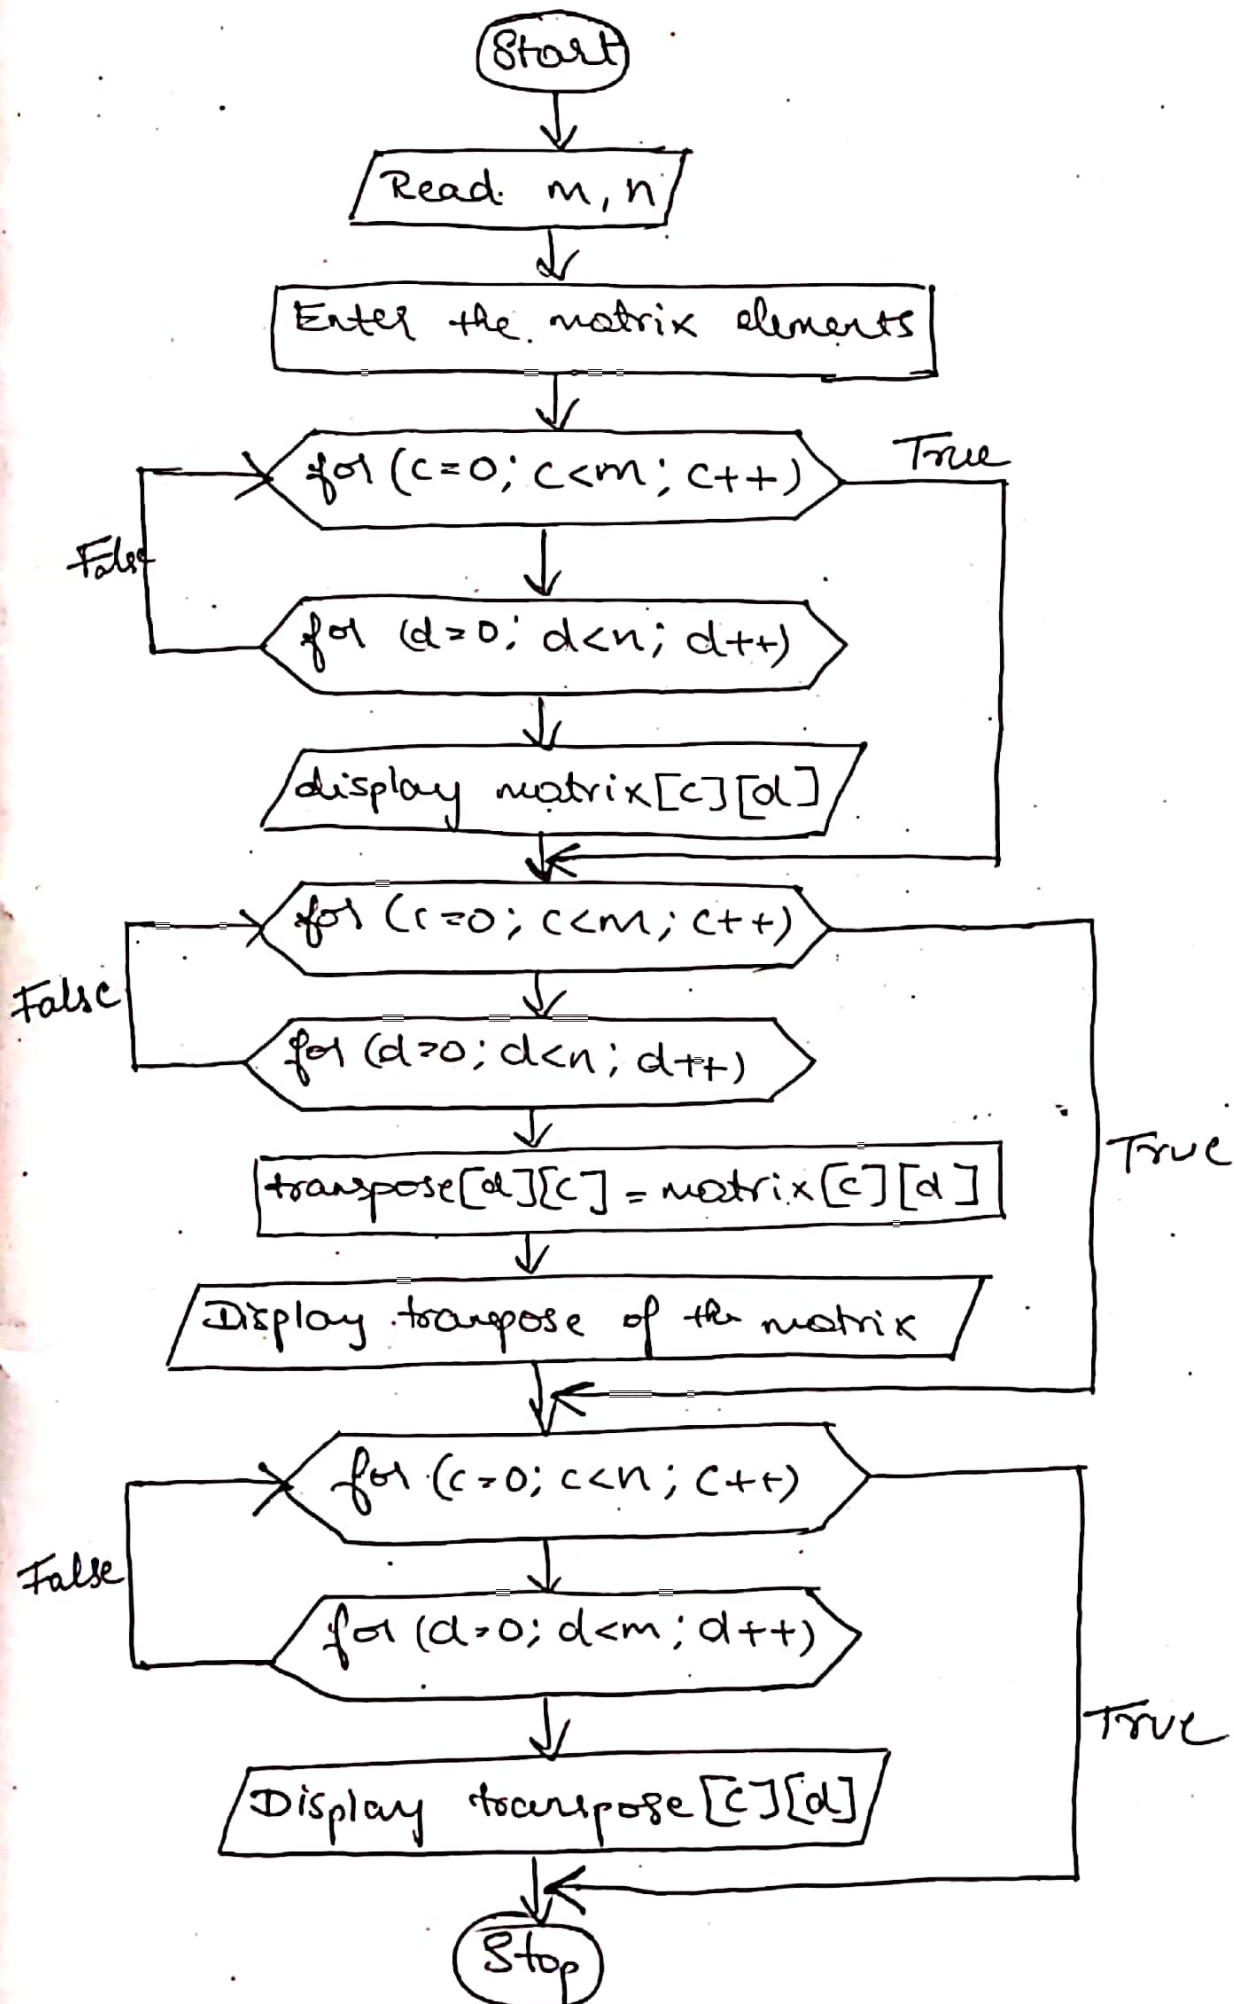 Start
Read m, n
Enter the matrix elements
for (c=0; c<m; c++)
True
False
for (d=0; d<n; d++)
display matrix[c][d]
for (c=0; c<m; c++)
False
for (d=0; d<n; d++)
True
transpose[d][c] = matrix[c][d]
Display tranpose of the matrix
for (c=0; c<n; c++)
False
for (d=0; d<m; d++)
True
Display transpose[c][d]
Stop